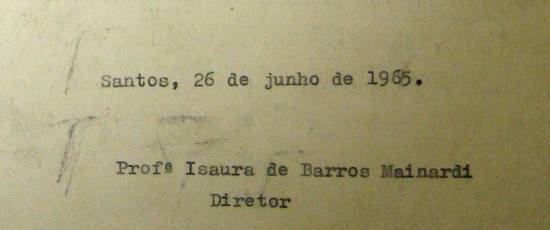 Santos, 26 de junho de 1965.
Profª Isaura de Barros Mainardi
Diretor